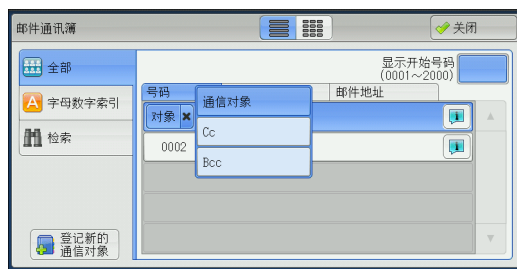 邮件通讯簿
关闭
全部
字母数字索引
检索
登记新的
通信对象
显示开始号码
(0001～2000)
号码
邮件地址
对象
0002
通信对象
Cc
Bcc